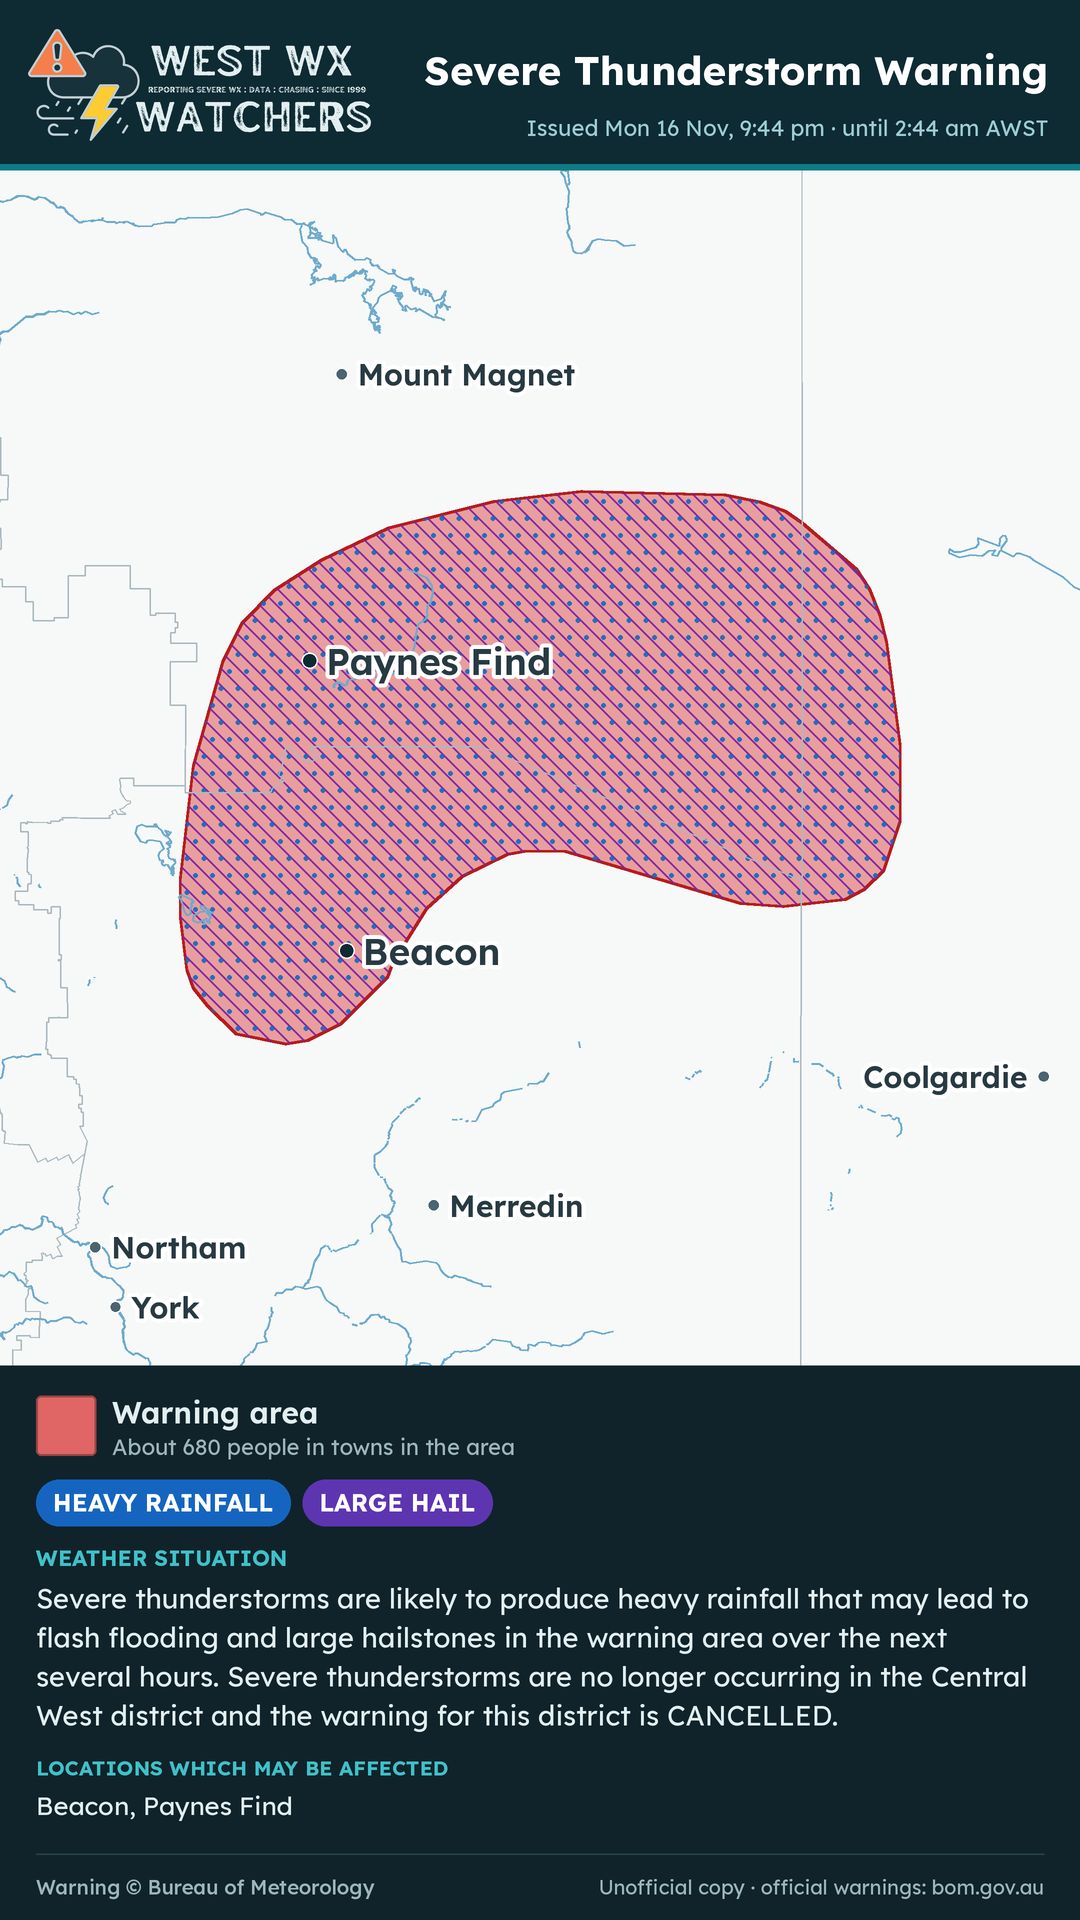 WEST WX
REPORTING SEVERE WX : DATA : CHASING : SINCE 1999
WATCHERS
Severe Thunderstorm Warning
Issued Mon 16 Nov, 9:44 pm · until 2:44 am AWST
Mount Magnet
Paynes Find
Beacon
Coolgardie
Merredin
Northam
York
Warning area
About 680 people in towns in the area
HEAVY RAINFALL
LARGE HAIL
WEATHER SITUATION
Severe thunderstorms are likely to produce heavy rainfall that may lead to
flash flooding and large hailstones in the warning area over the next
several hours. Severe thunderstorms are no longer occurring in the Central
West district and the warning for this district is CANCELLED.
LOCATIONS WHICH MAY BE AFFECTED
Beacon, Paynes Find
Warning © Bureau of Meteorology
Unofficial copy · official warnings: bom.gov.au